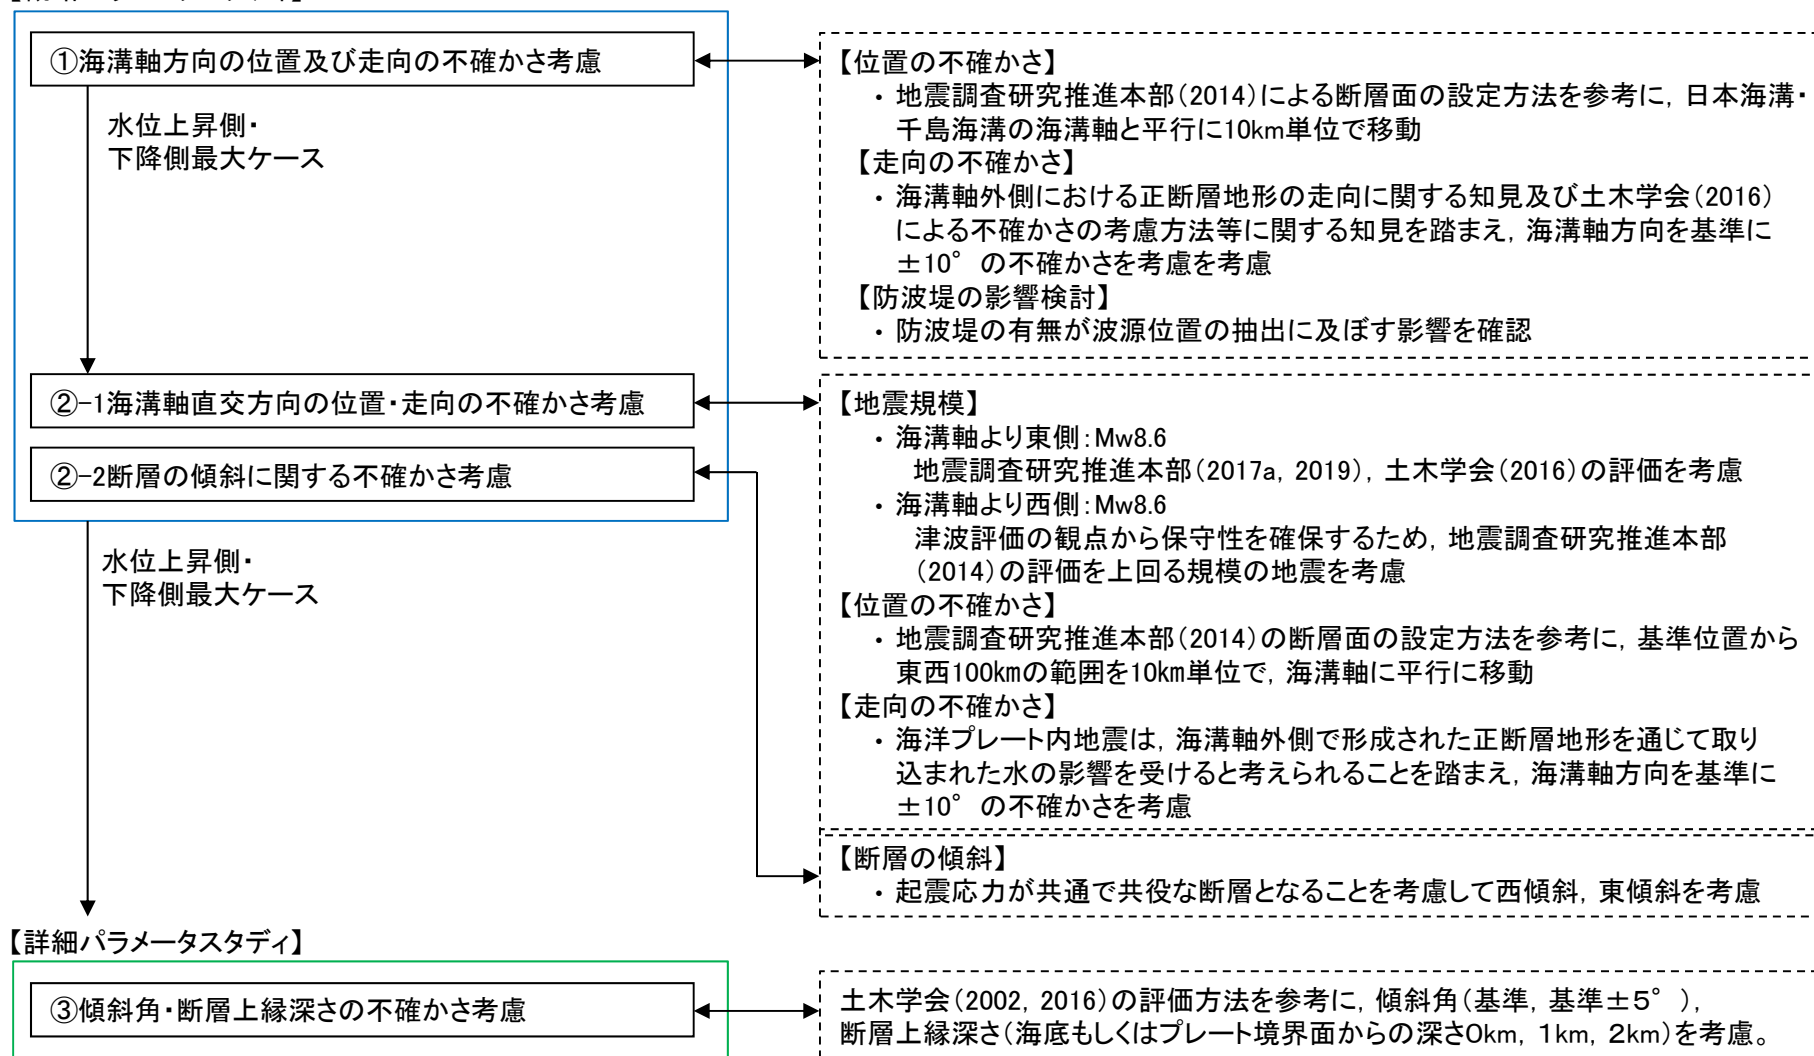 ①海溝軸方向の位置及び走向の不確かさ考慮
水位上昇側・
下降側最大ケース
【位置の不確かさ】
・地震調査研究推進本部（2014）による断層面の設定方法を参考に，日本海溝・
千島海溝の海溝軸と平行に10km単位で移動
【走向の不確かさ】
・海溝軸外側における正断層地形の走向に関する知見及び土木学会（2016）
による不確かさの考慮方法等に関する知見を踏まえ，海溝軸方向を基準に
±10°の不確かさを考慮を考慮
【防波堤の影響検討】
・防波堤の有無が波源位置の抽出に及ぼす影響を確認
②-1海溝軸直交方向の位置・走向の不確かさ考慮
②-2断層の傾斜に関する不確かさ考慮
水位上昇側・
下降側最大ケース
【地震規模】
・海溝軸より東側：Mw8.6
地震調査研究推進本部（2017a，2019），土木学会（2016）の評価を考慮
・海溝軸より西側：Mw8.6
津波評価の観点から保守性を確保するため，地震調査研究推進本部
（2014）の評価を上回る規模の地震を考慮
【位置の不確かさ】
・地震調査研究推進本部（2014）の断層面の設定方法を参考に，基準位置から
東西100㎞の範囲を10㎞単位で，海溝軸に平行に移動
【走向の不確かさ】
・海洋プレート内地震は，海溝軸外側で形成された正断層地形を通じて取り
込まれた水の影響を受けると考えられることを踏まえ，海溝軸方向を基準に
±10°の不確かさを考慮
【断層の傾斜】
・起震応力が共通で共役な断層となることを考慮して西傾斜，東傾斜を考慮
【詳細パラメータスタディ】
③傾斜角・断層上縁深さの不確かさ考慮
土木学会（2002，2016）の評価方法を参考に，傾斜角（基準，基準±5°），
断層上縁深さ（海底もしくはプレート境界面からの深さ0km，1km，2km）を考慮。